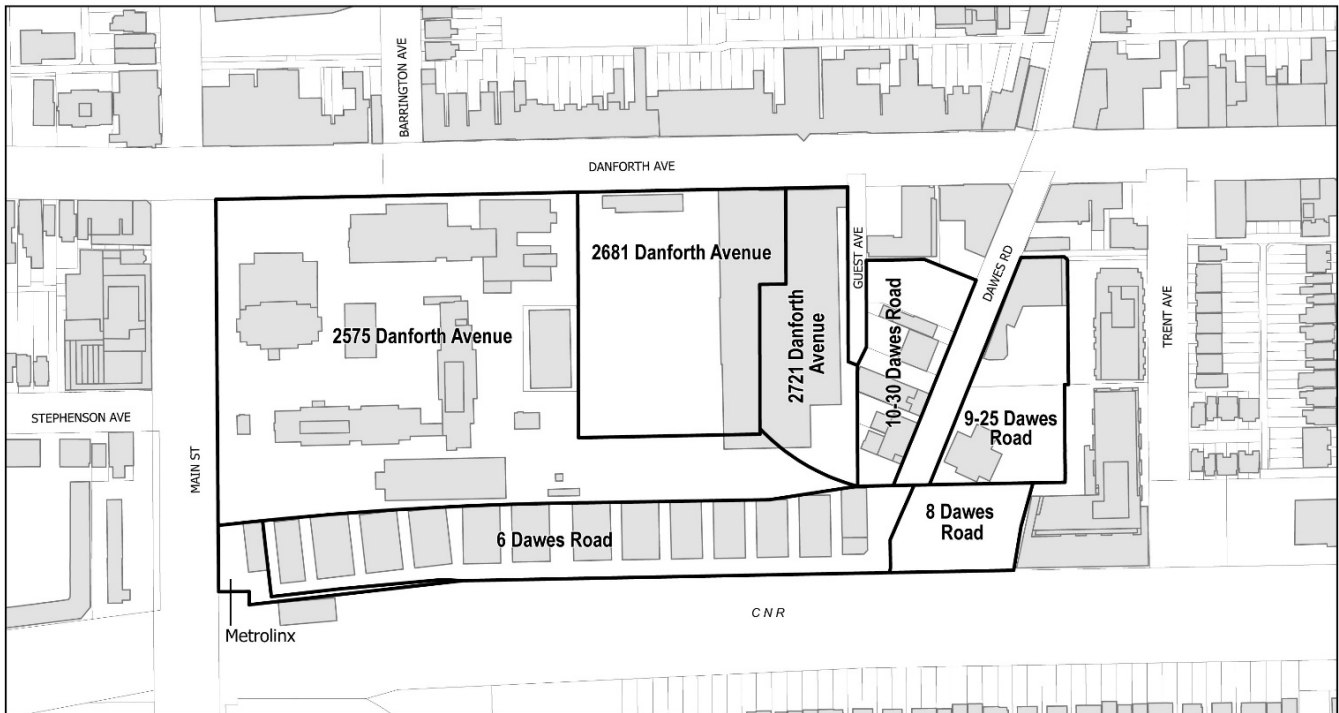 BARRINGTON AVE
DANFORTH AVE
2681 Danforth Avenue
GUEST AVE
DAWES RD
TRENT AVE
2575 Danforth Avenue
2721 Danforth
Avenue
10-30 Dawes Road
STEPHENSON AVE
9-25 Dawes
Road
MAIN ST
8 Dawes
Road
6 Dawes Road
CNR
Metrolinx